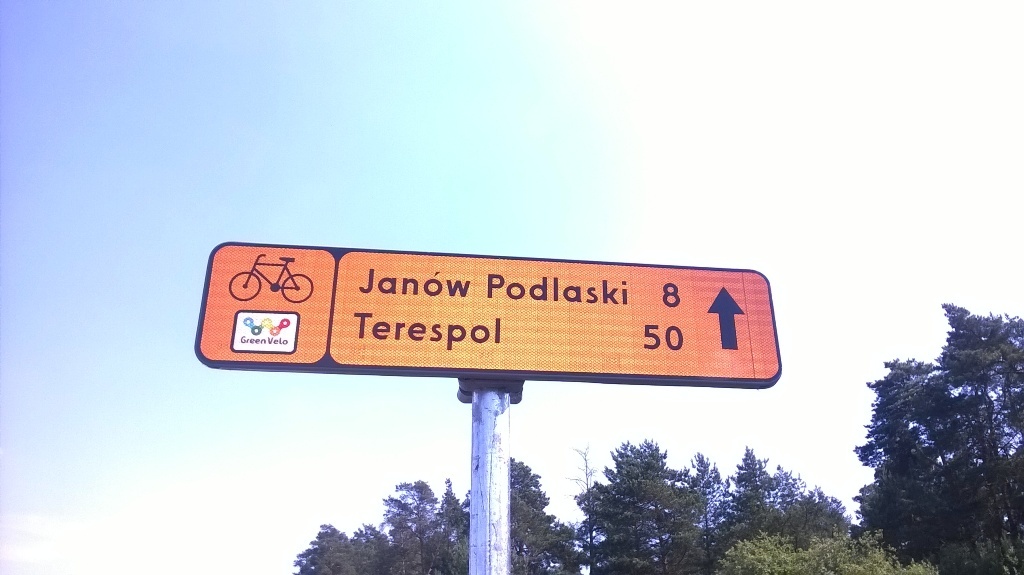 Janów Podlaski 8
Terespol 50
Green Velo